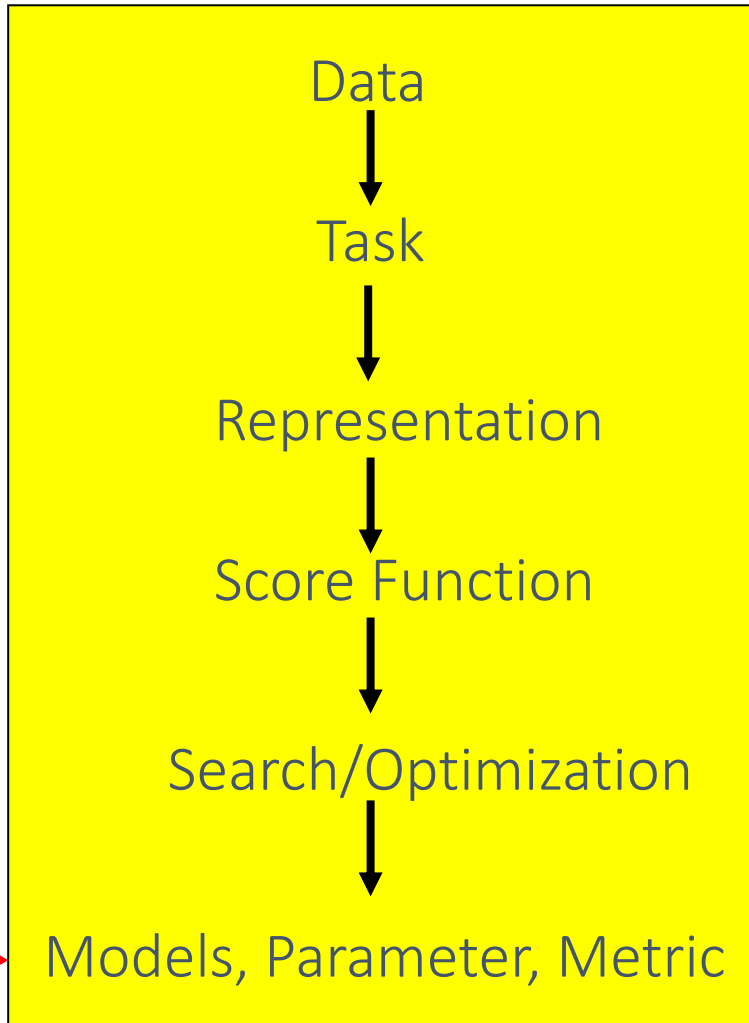 Data
Task
Representation
Score Function
Search/Optimization
Models, Parameter, Metric